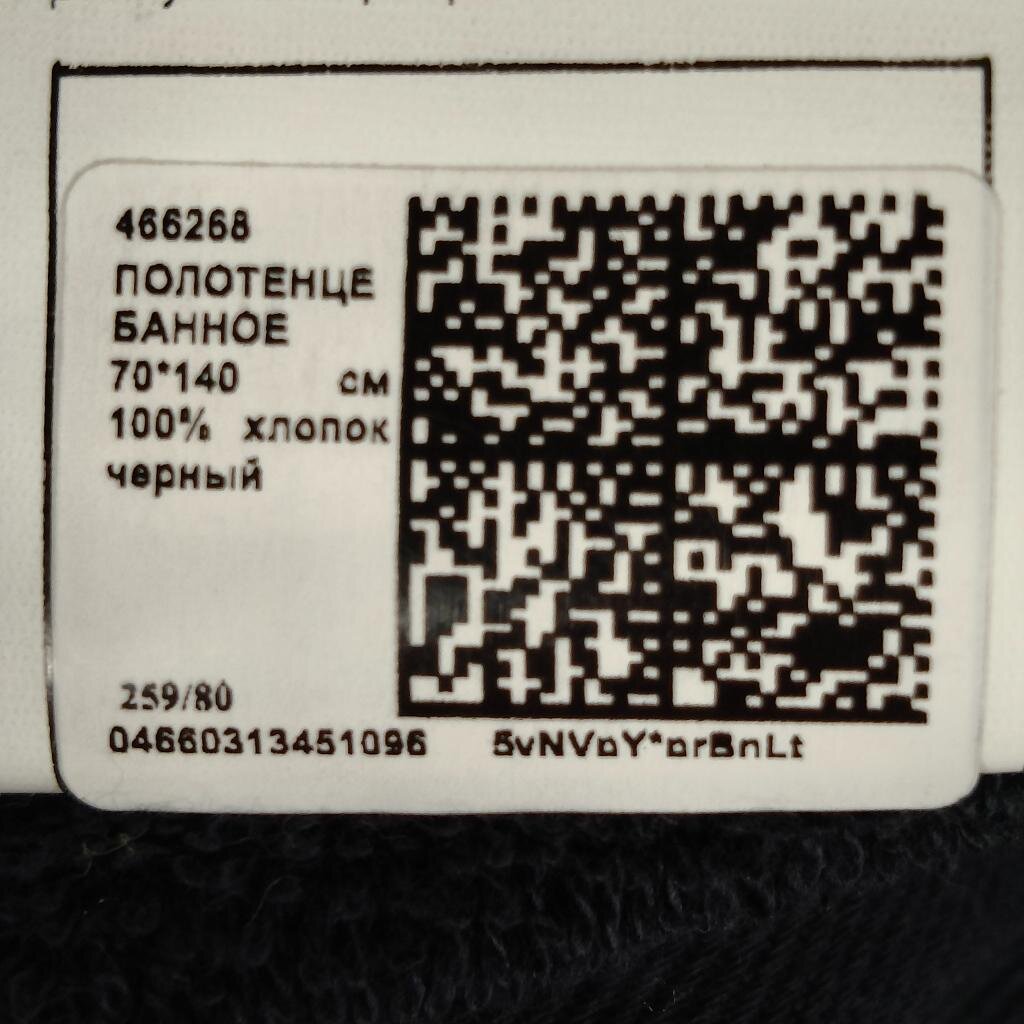 466268
ПОЛОТЕНЦЕ
БАННОЕ
70*140 см
100% хлопок
черный
259/80
04660313451096 5vNVpY*prBnLt